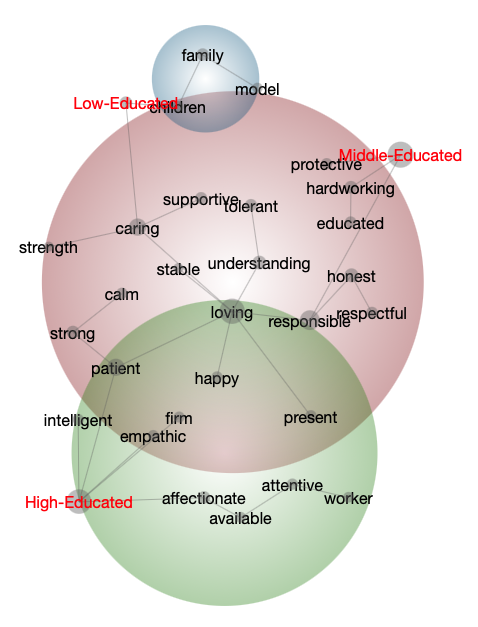 family
model
Low-Educated
children
Middle-Educated
protective
hardworking
supportive
tolerant
educated
caring
strength
understanding
stable
honest
calm
loving
responsible
respectful
strong
patient
happy
intelligent
firm
present
empathic
attentive
High-Educated
affectionate
worker
available